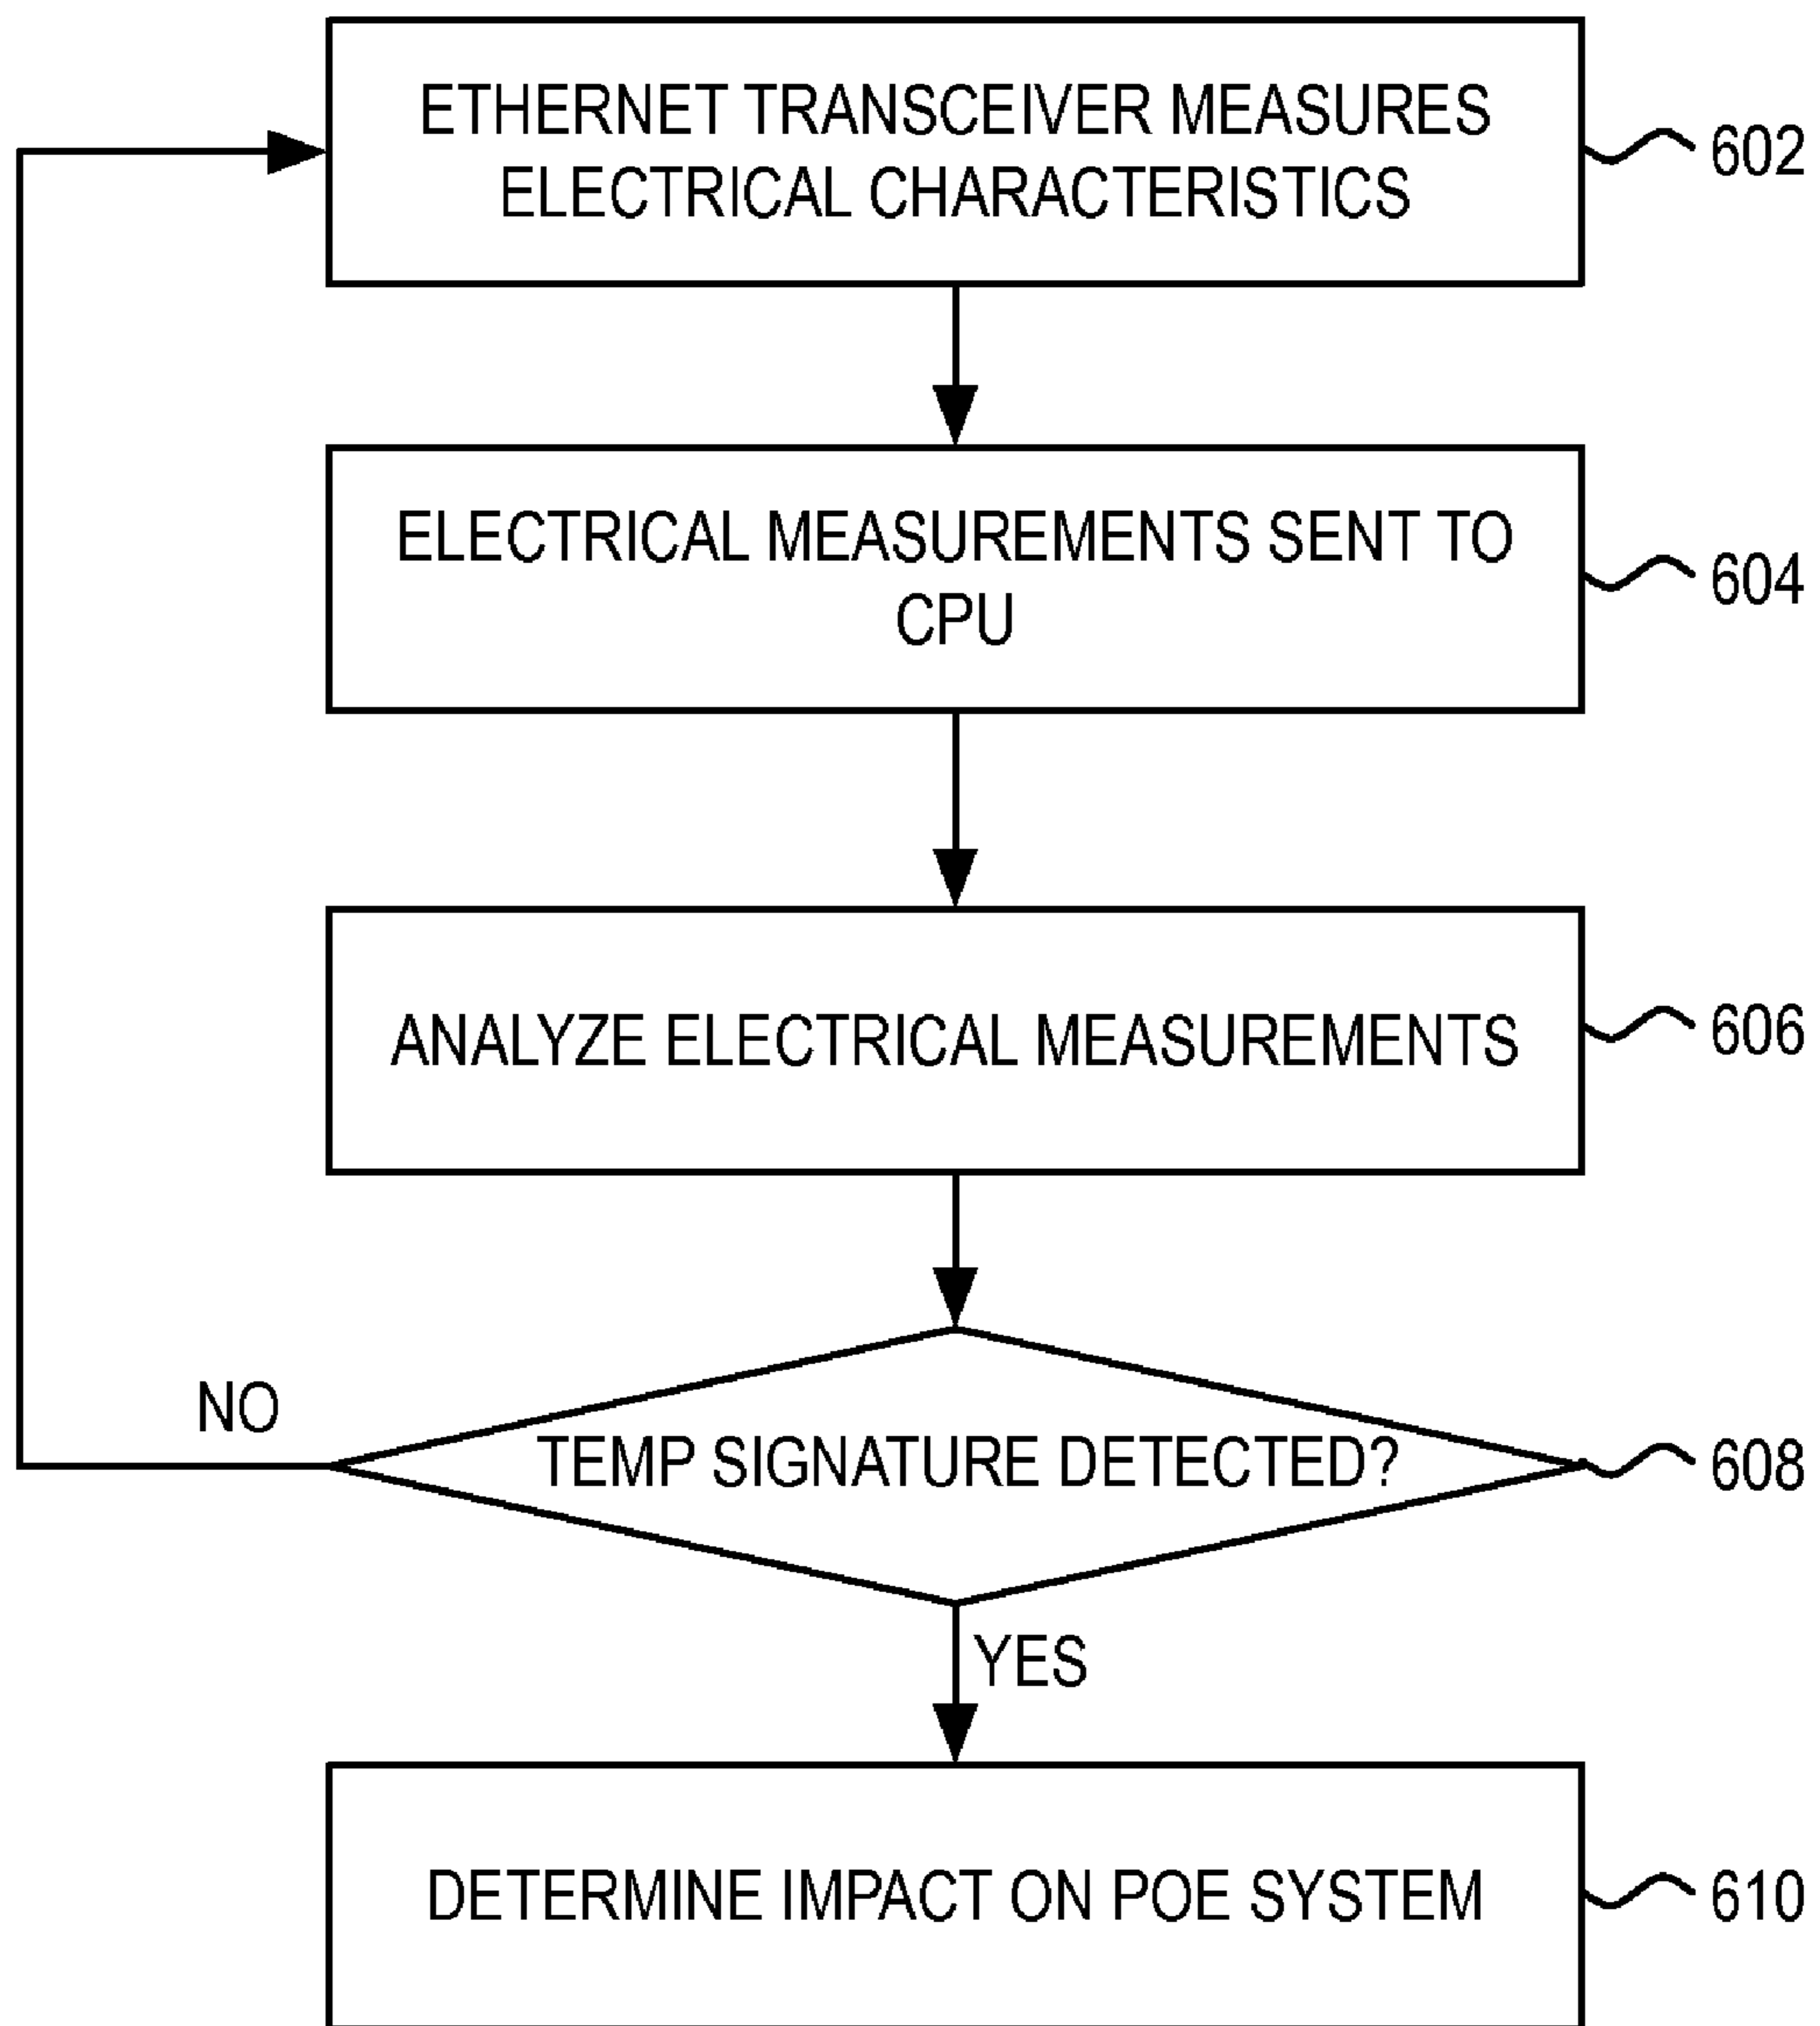 ETHERNET TRANSCEIVER MEASURES
ELECTRICAL CHARACTERISTICS
602
ELECTRICAL MEASUREMENTS SENT TO
CPU
604
ANALYZE ELECTRICAL MEASUREMENTS
606
NO
TEMP SIGNATURE DETECTED?
608
YES
DETERMINE IMPACT ON POE SYSTEM
610